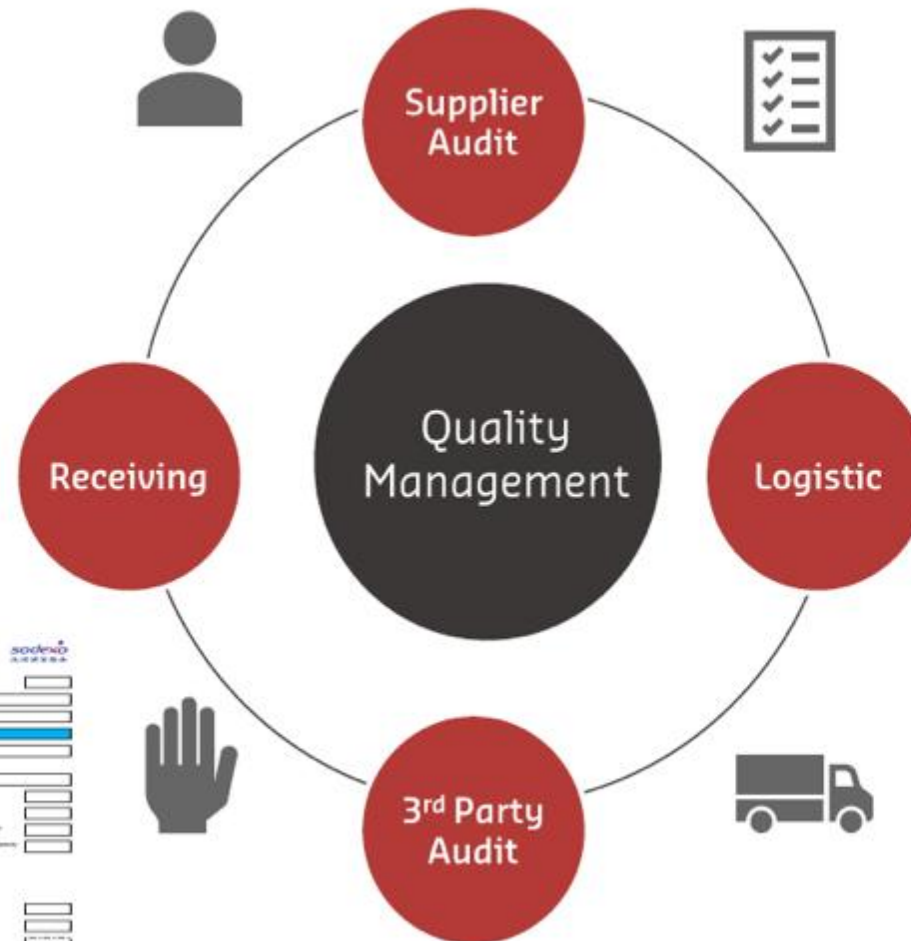 Supplier
Audit
Receiving
Quality
Management
Logistic
sodexo
3rd Party
Audit